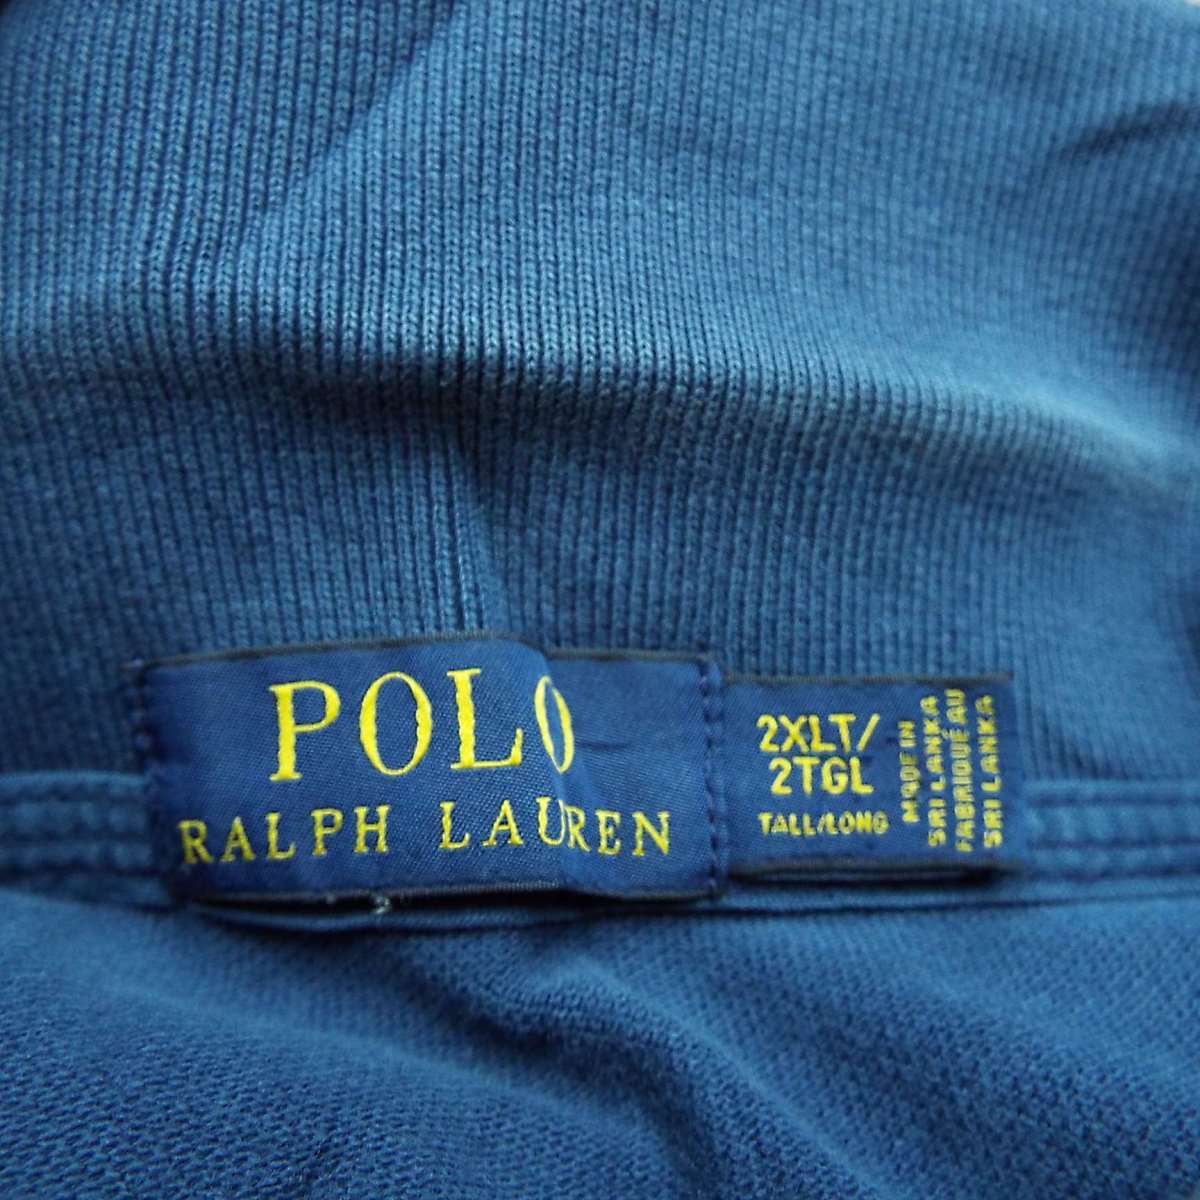 POLO
RALPH LAUREN
2XLT/
2TGL
TALL/LONG
MADE IN
SRI LANKA
FABRIQUÉ AU
SRI LANKA